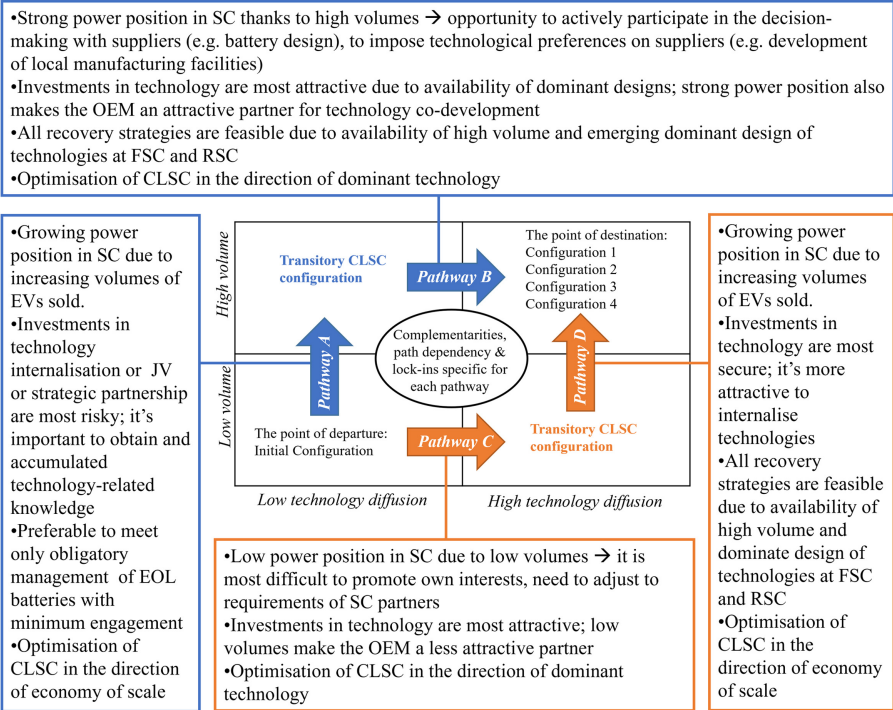 •Strong power position in SC thanks to high volumes → opportunity to actively participate in the decision-
making with suppliers (e.g. battery design), to impose technological preferences on suppliers (e.g. development
of local manufacturing facilities)
•Investments in technology are most attractive due to availability of dominant designs; strong power position also
makes the OEM an attractive partner for technology co-development
•All recovery strategies are feasible due to availability of high volume and emerging dominant design of
technologies at FSC and RSC
•Optimisation of CLSC in the direction of dominant technology
•Growing power
position in SC due to
increasing volumes of
EVs sold.
•Investments in
technology
internalisation or JV
or strategic partnership
are most risky; it's
important to obtain and
accumulated
technology-related
knowledge
•Preferable to meet
only obligatory
management of EOL
batteries with
minimum engagement
•Optimisation of
CLSC in the direction
of economy of scale
High volume
Low volume
Transitory CLSC
configuration
Pathway B
The point of destination:
Configuration 1
Configuration 2
Configuration 3
Configuration 4
Pathway A
Complementarities,
path dependency &
lock-ins specific for
each pathway
Pathway D
The point of departure:
Initial Configuration
Pathway C
Transitory CLSC
configuration
Low technology diffusion
High technology diffusion
•Low power position in SC due to low volumes → it is
most difficult to promote own interests, need to adjust to
requirements of SC partners
•Investments in technology are most attractive; low
volumes make the OEM a less attractive partner
•Optimisation of CLSC in the direction of dominant
technology
•Growing power
position in SC due to
increasing volumes
of EVs sold.
•Investments in
technology are most
secure; it's more
attractive to
internalise
technologies
•All recovery
strategies are feasible
due to availability of
high volume and
dominate design of
technologies at FSC
and RSC
•Optimisation of
CLSC in the
direction of economy
of scale